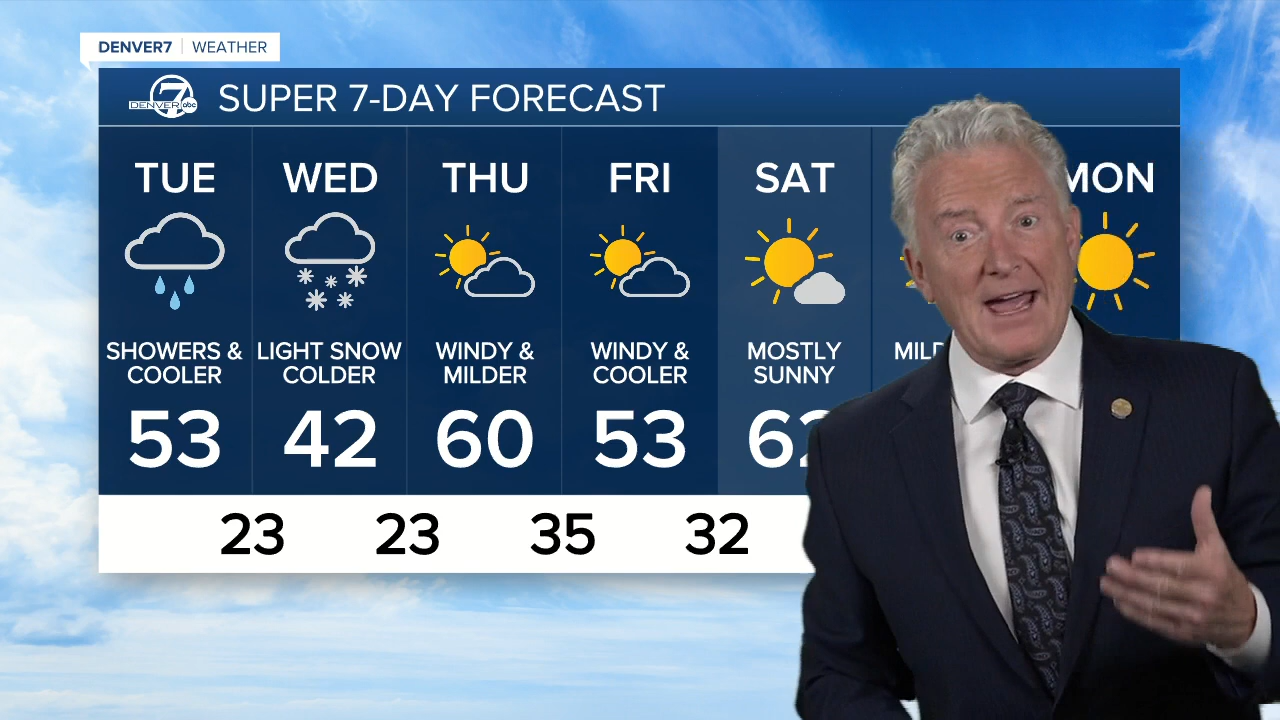 DENVER7 | WEATHER
DENVER 7 abc
SUPER 7-DAY FORECAST
TUE WED THU FRI SAT MON
SHOWERS & COOLER
LIGHT SNOW COLDER
WINDY & MILDER
WINDY & COOLER
MOSTLY SUNNY
53 42 60 53
23 23 35 32